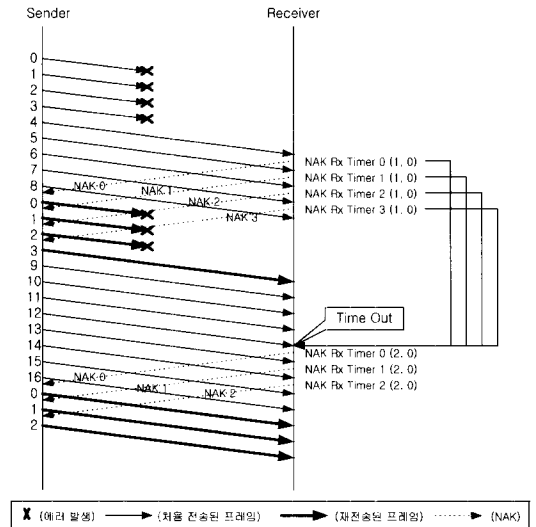 Sender
Receiver
0
1
2
3
4
5
6
7
8
0
1
2
3
9
10
11
12
13
14
15
16
0
1
2
NAK 0
NAK 1
NAK 2
NAK 3
NAK Rx Timer 0 (1, 0)
NAK Rx Timer 1 (1, 0)
NAK Rx Timer 2 (1, 0)
NAK Rx Timer 3 (1, 0)
Time Out
NAK 0
NAK 1
NAK 2
NAK Rx Timer 0 (2, 0)
NAK Rx Timer 1 (2, 0)
NAK Rx Timer 2 (2, 0)
X (에러 발생) (처음 전송된 프레임) (재전송된 프레임) (NAK)